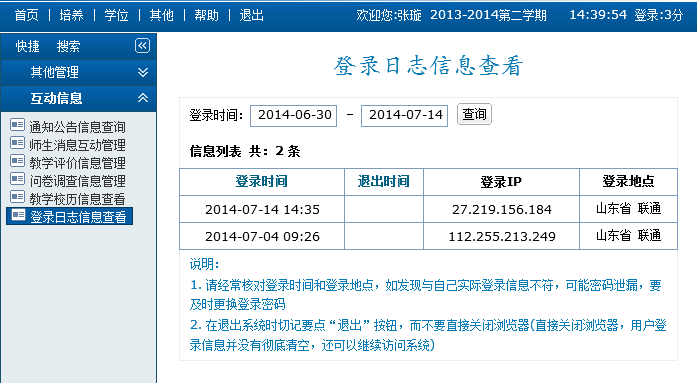 首页 | 培养 | 学位 | 其他 | 帮助 | 退出 欢迎您:张璇 2013-2014第二学期 14:39:54 登录:3分
快捷 搜索
其他管理
互动信息
通知公告信息查询
师生消息互动管理
教学评价信息管理
问卷调查信息管理
教学校历信息查看
登录日志信息查看
登录日志信息查看
登录时间: 2014-06-30 - 2014-07-14 查询
信息列表 共: 2 条
登录时间 退出时间 登录IP 登录地点
2014-07-14 14:35 27.219.156.184 山东省 联通
2014-07-04 09:26 112.255.213.249 山东省 联通
说明:
1. 请经常核对登录时间和登录地点，如发现与自己实际登录信息不符，可能密码泄漏，要
及时更换登录密码
2. 在退出系统时切记要点“退出”按钮，而不要直接关闭浏览器(直接关闭浏览器，用户登
录信息并没有彻底清空，还可以继续访问系统)